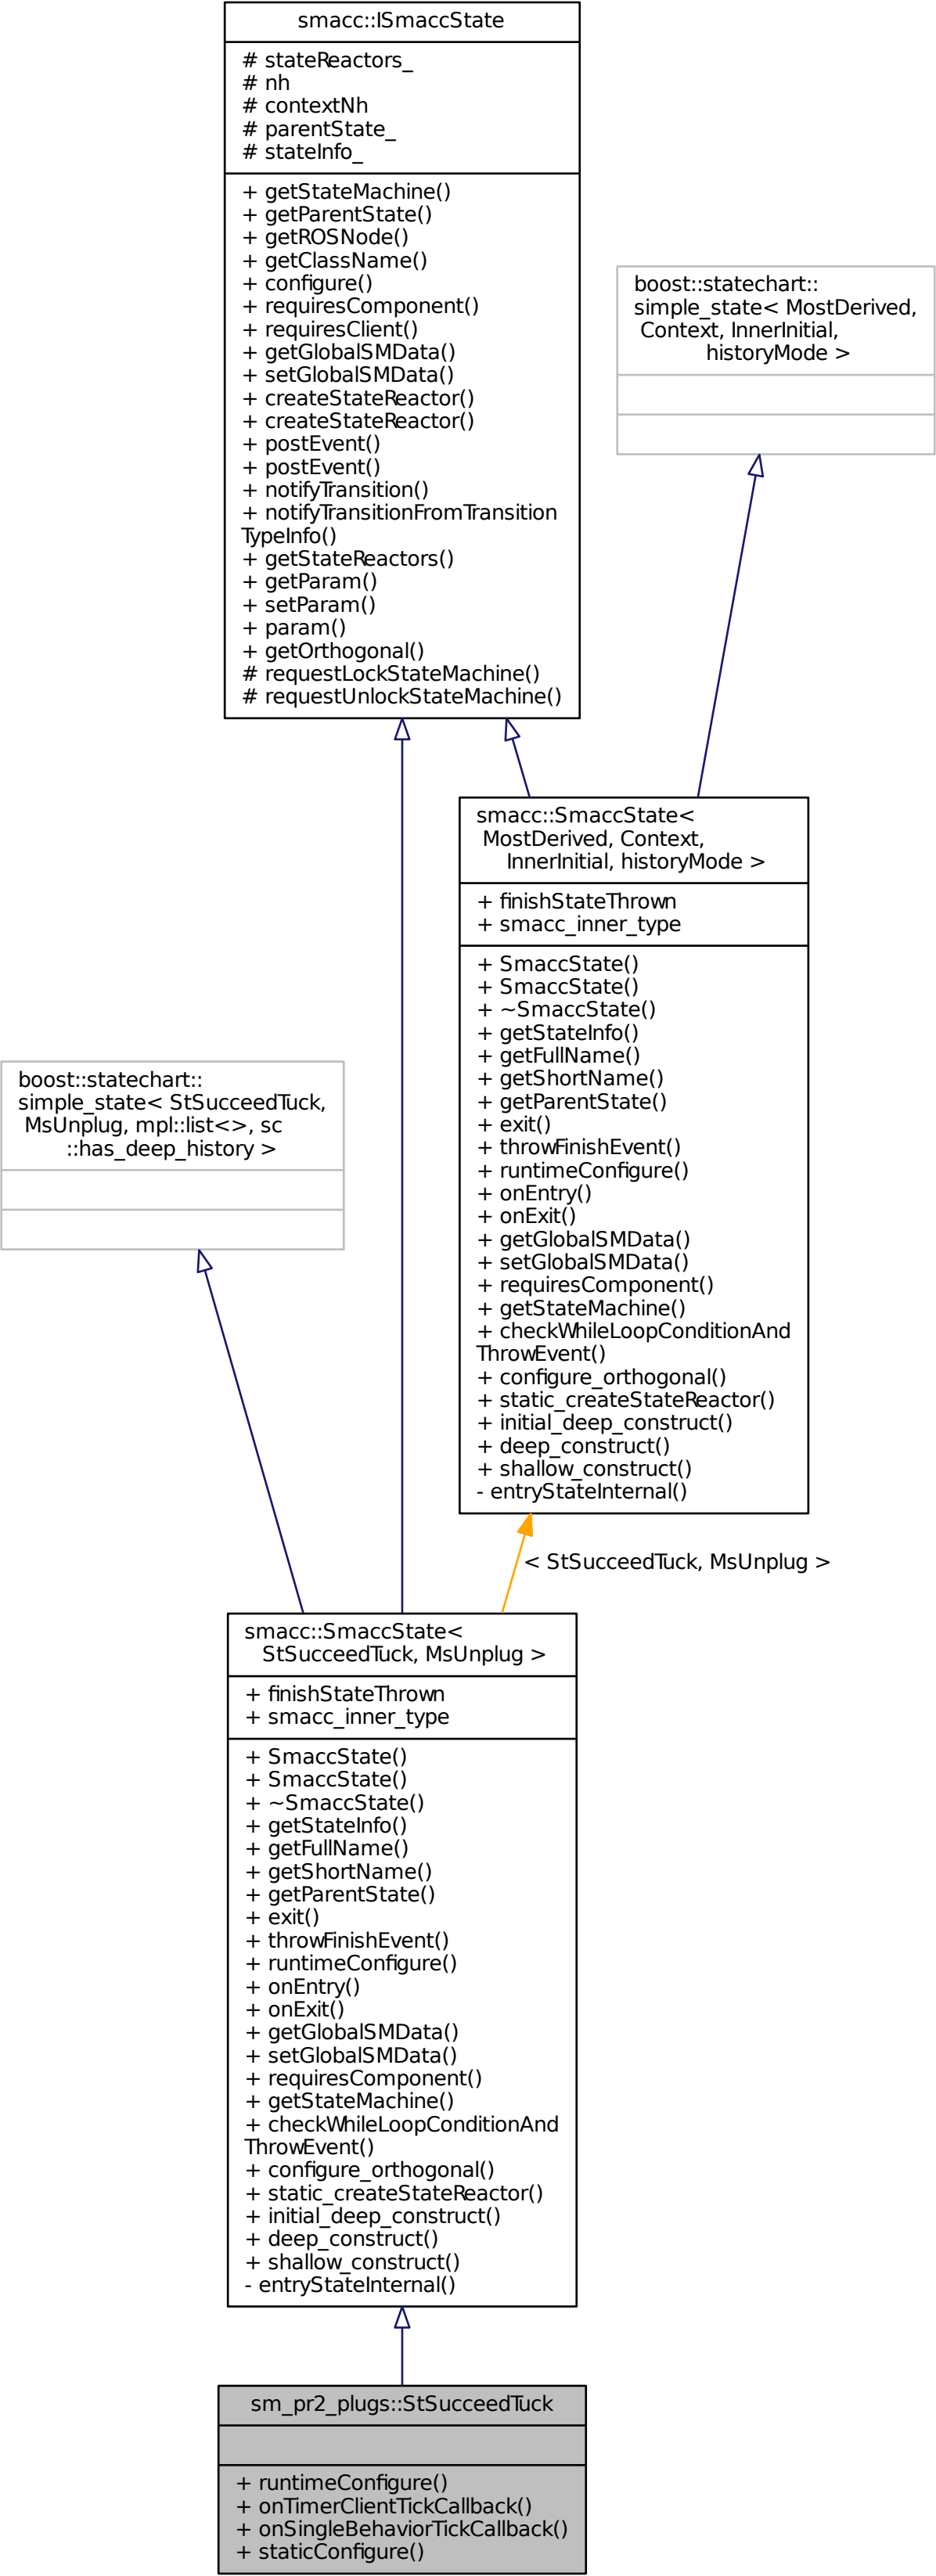 smacc::ISmaccState
# stateReactors_
# nh
# contextNh
# parentState_
# stateInfo_
+ getStateMachine()
+ getParentState()
+ getROSNode()
+ getClassName()
+ configure()
+ requiresComponent()
+ requiresClient()
+ getGlobalSMData()
+ setGlobalSMData()
+ createStateReactor()
+ createStateReactor()
+ postEvent()
+ postEvent()
+ notifyTransition()
+ notifyTransitionFromTransition
TypeInfo()
+ getStateReactors()
+ getParam()
+ setParam()
+ param()
+ getOrthogonal()
# requestLockStateMachine()
# requestUnlockStateMachine()
boost::statechart::
simple_state< MostDerived,
Context, InnerInitial,
historyMode >
smacc::SmaccState<
MostDerived, Context,
InnerInitial, historyMode >
+ finishStateThrown
+ smacc_inner_type
+ SmaccState()
+ SmaccState()
+ ~SmaccState()
+ getStateInfo()
+ getFullName()
+ getShortName()
+ getParentState()
+ exit()
+ throwFinishEvent()
+ runtimeConfigure()
+ onEntry()
+ onExit()
+ getGlobalSMData()
+ setGlobalSMData()
+ requiresComponent()
+ getStateMachine()
+ checkWhileLoopConditionAnd
ThrowEvent()
+ configure_orthogonal()
+ static_createStateReactor()
+ initial_deep_construct()
+ deep_construct()
+ shallow_construct()
- entryStateInternal()
boost::statechart::
simple_state< StSucceedTuck,
MsUnplug, mpl::list<>, sc
::has_deep_history >
< StSucceedTuck, MsUnplug >
smacc::SmaccState<
StSucceedTuck, MsUnplug >
+ finishStateThrown
+ smacc_inner_type
+ SmaccState()
+ SmaccState()
+ ~SmaccState()
+ getStateInfo()
+ getFullName()
+ getShortName()
+ getParentState()
+ exit()
+ throwFinishEvent()
+ runtimeConfigure()
+ onEntry()
+ onExit()
+ getGlobalSMData()
+ setGlobalSMData()
+ requiresComponent()
+ getStateMachine()
+ checkWhileLoopConditionAnd
ThrowEvent()
+ configure_orthogonal()
+ static_createStateReactor()
+ initial_deep_construct()
+ deep_construct()
+ shallow_construct()
- entryStateInternal()
sm_pr2_plugs::StSucceedTuck
+ runtimeConfigure()
+ onTimerClientTickCallback()
+ onSingleBehaviorTickCallback()
+ staticConfigure()